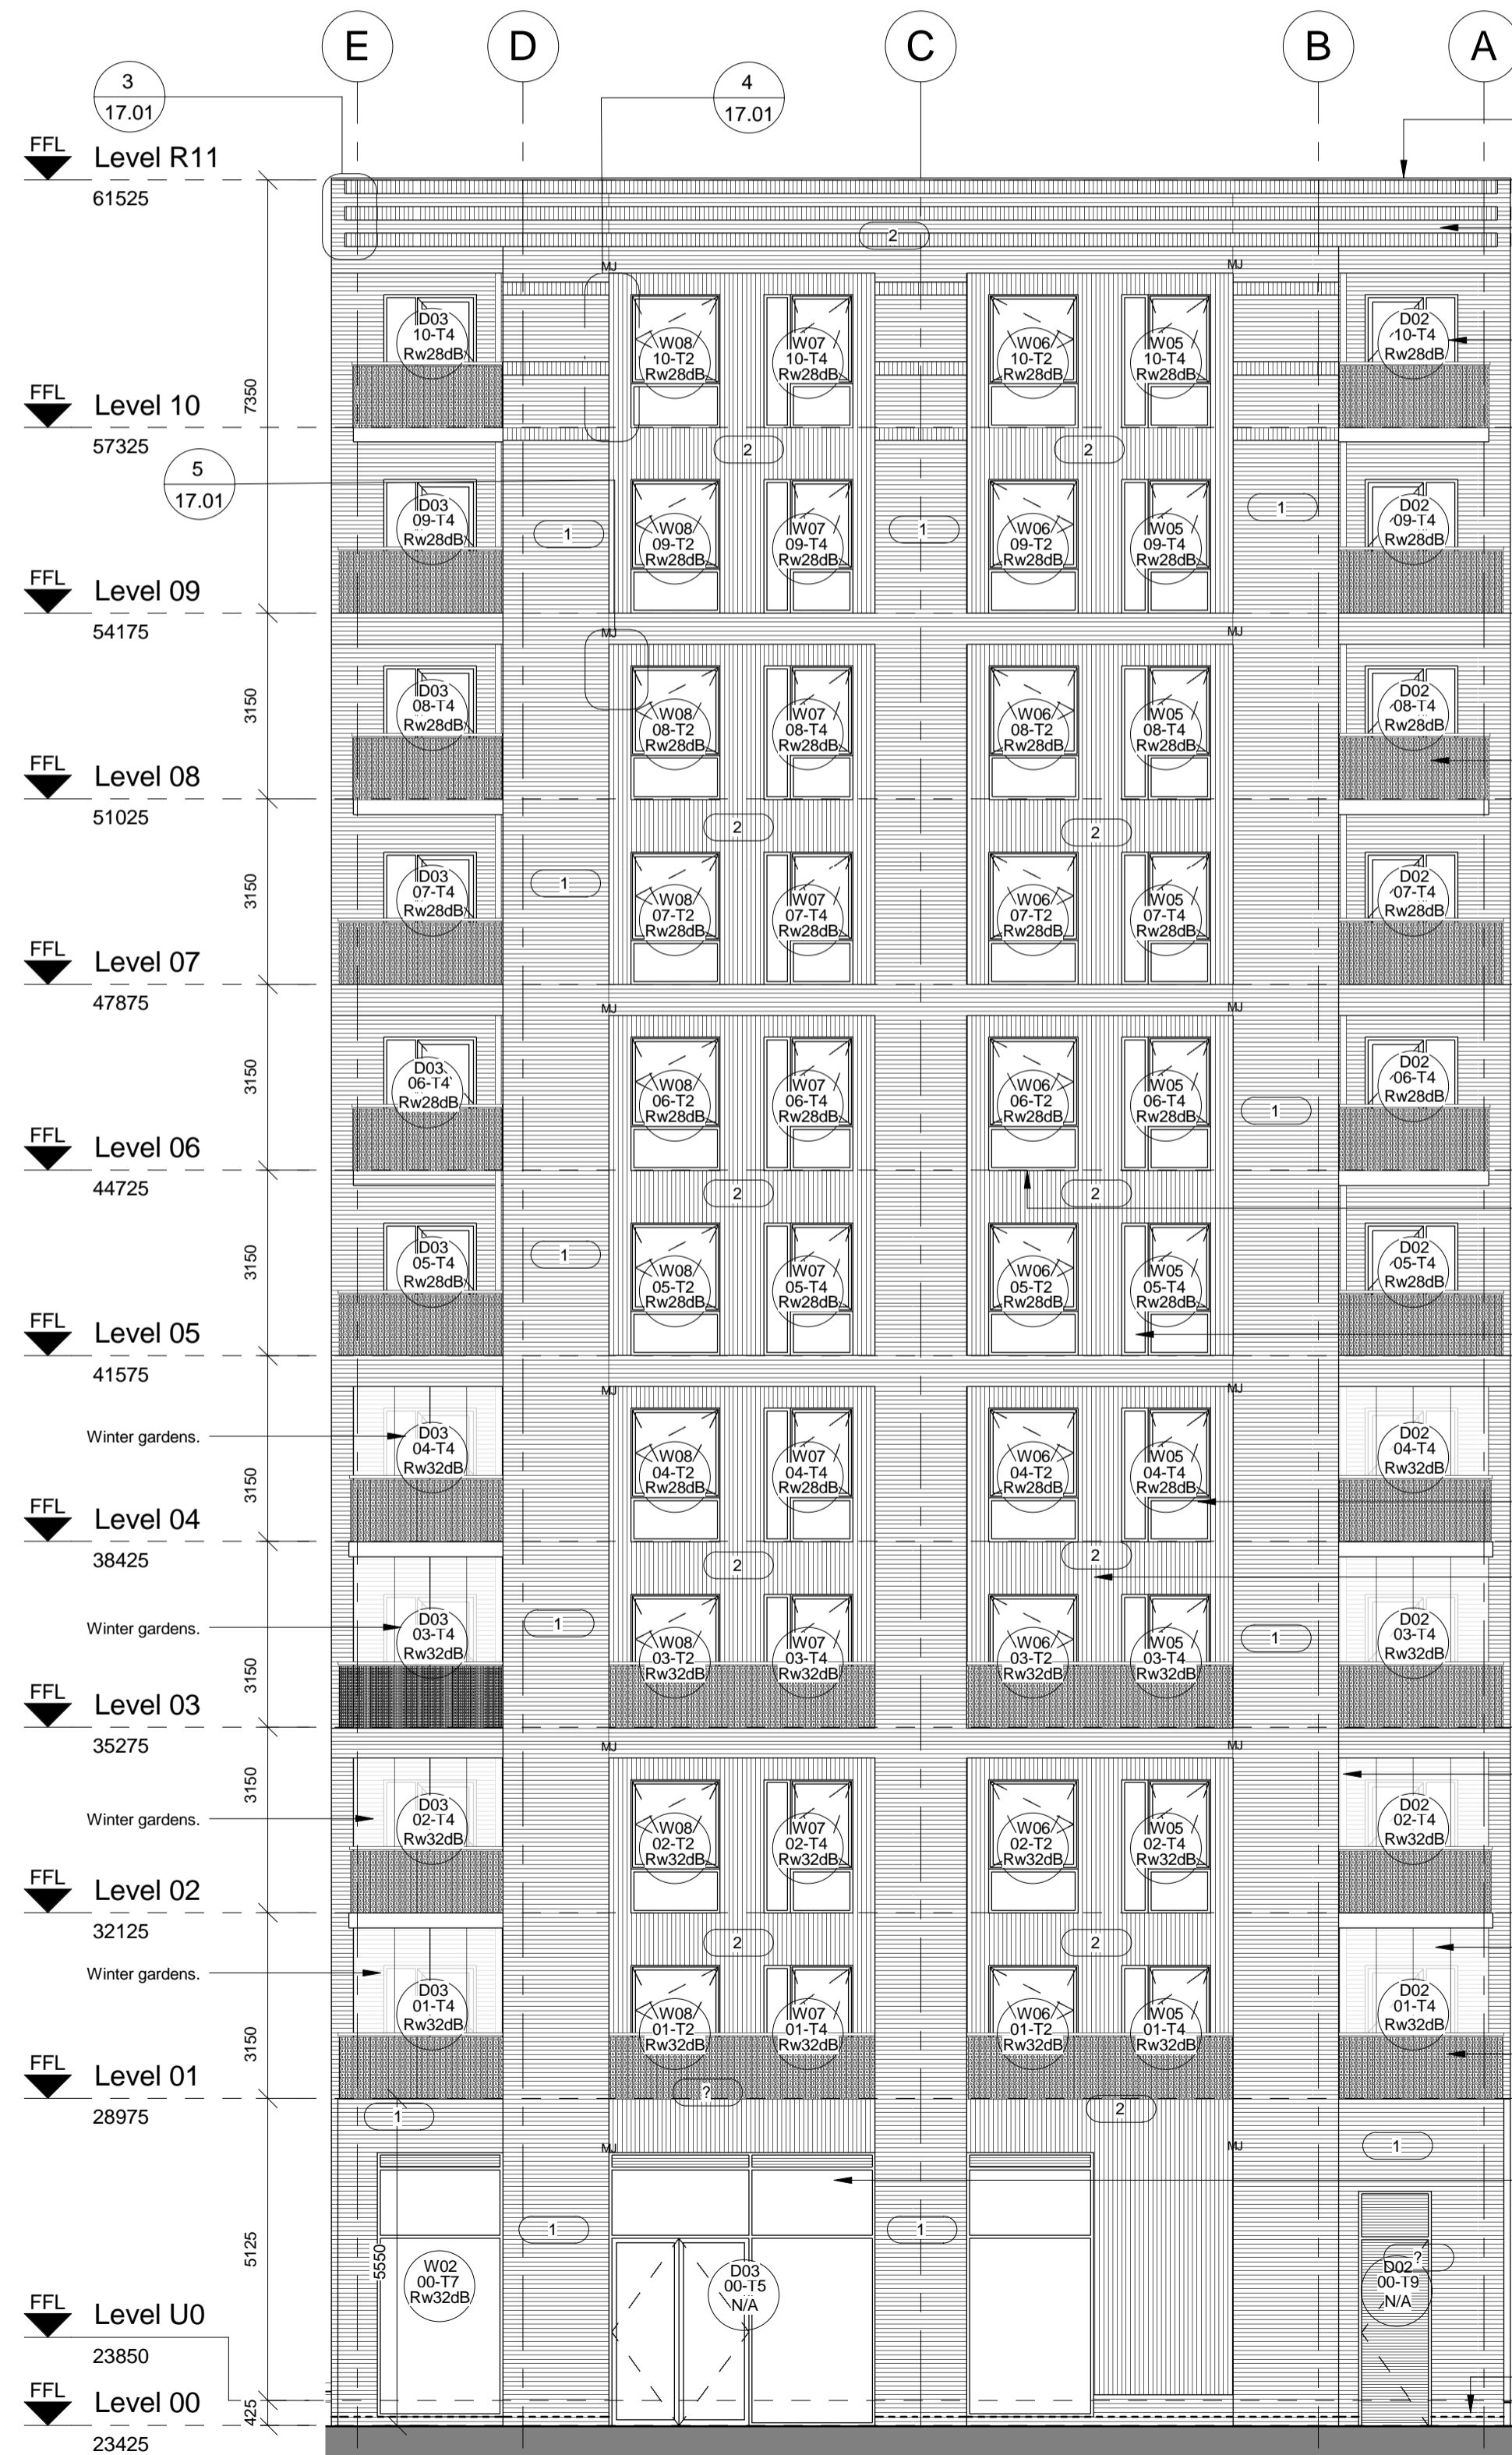 E
D
C
B
A
3
17.01
4
17.01
FFL
Level R11
61525
2
MJ
MJ
D03
10-T4
Rw28dB
W08
10-T2
Rw28dB
W07
10-T4
Rw28dB
W06
10-T2
Rw28dB
W05
10-T4
Rw28dB
D02
10-T4
Rw28dB
7350
FFL
Level 10
57325
2
2
5
17.01
D03
09-T4
Rw28dB
1
W08
09-T2
Rw28dB
W07
09-T4
Rw28dB
1
W06
09-T2
Rw28dB
W05
09-T4
Rw28dB
1
D02
09-T4
Rw28dB
FFL
Level 09
54175
MJ
MJ
3150
D03
08-T4
Rw28dB
W08
08-T2
Rw28dB
W07
08-T4
Rw28dB
W06
08-T2
Rw28dB
W05
08-T4
Rw28dB
D02
08-T4
Rw28dB
FFL
Level 08
51025
2
2
3150
D03
07-T4
Rw28dB
1
W08
07-T2
Rw28dB
W07
07-T4
Rw28dB
W06
07-T2
Rw28dB
W05
07-T4
Rw28dB
D02
07-T4
Rw28dB
FFL
Level 07
47875
MJ
MJ
3150
D03
06-T4
Rw28dB
W08
06-T2
Rw28dB
W07
06-T4
Rw28dB
W06
06-T2
Rw28dB
W05
06-T4
Rw28dB
1
D02
06-T4
Rw28dB
FFL
Level 06
44725
2
2
3150
D03
05-T4
Rw28dB
1
W08
05-T2
Rw28dB
W07
05-T4
Rw28dB
W06
05-T2
Rw28dB
W05
05-T4
Rw28dB
D02
05-T4
Rw28dB
FFL
Level 05
41575
MJ
MJ
Winter gardens.
3150
D03
04-T4
Rw32dB
W08
04-T2
Rw28dB
W07
04-T4
Rw28dB
W06
04-T2
Rw28dB
W05
04-T4
Rw28dB
D02
04-T4
Rw32dB
FFL
Level 04
38425
2
2
Winter gardens.
3150
D03
03-T4
Rw32dB
1
W08
03-T2
Rw32dB
W07
03-T4
Rw32dB
W06
03-T2
Rw32dB
W05
03-T4
Rw32dB
1
D02
03-T4
Rw32dB
FFL
Level 03
35275
MJ
MJ
3150
Winter gardens.
D03
02-T4
Rw32dB
W08
02-T2
Rw32dB
W07
02-T4
Rw32dB
W06
02-T2
Rw32dB
W05
02-T4
Rw32dB
D02
02-T4
Rw32dB
FFL
Level 02
32125
2
2
Winter gardens.
3150
D03
01-T4
Rw32dB
W08
01-T2
Rw32dB
W07
01-T4
Rw32dB
W06
01-T2
Rw32dB
W05
01-T4
Rw32dB
D02
01-T4
Rw32dB
FFL
Level 01
28975
1
?
2
MJ
MJ
1
5125
5550
1
1
W02
00-T7
Rw32dB
D03
00-T5
N/A
?
D02
00-T9
N/A
FFL
Level U0
23850
FFL
Level 00
425
23425